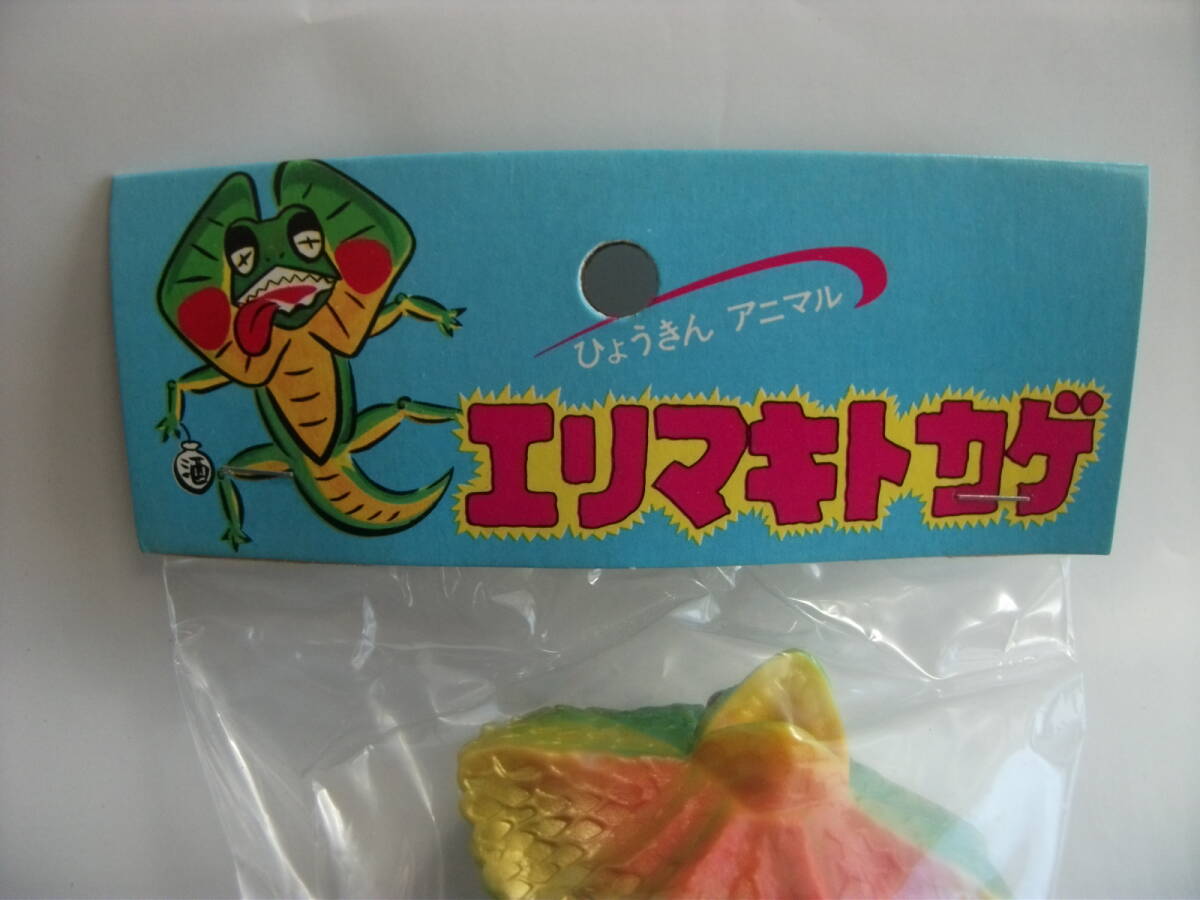 ひょうきん アニマル
エリマキトカゲ
酒